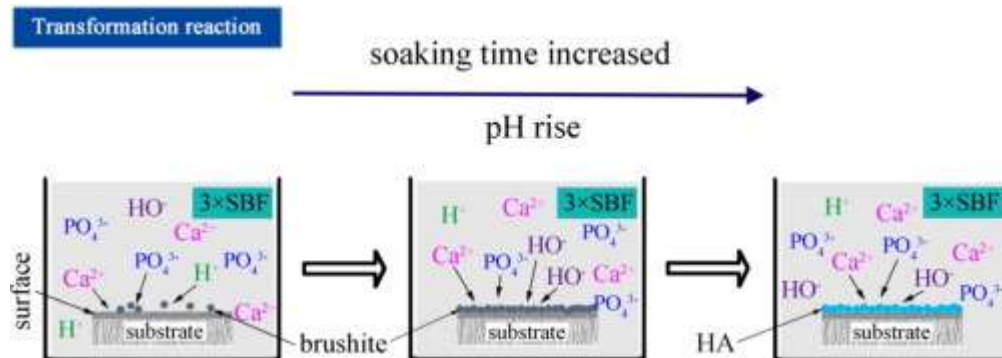 Transformation reaction
soaking time increased
pH rise
3×SBF
HO-
PO₄³⁻
Ca²⁺
Ca²⁺
PO₄³⁻
H⁺
PO₄³⁻
Ca²⁺
H⁺
surface
substrate
brushite
3×SBF
H⁺
Ca²⁺
Ca²⁺
PO₄³⁻
HO-
PO₄³⁻
HO-
Ca²⁺
PO₄³⁻
substrate
3×SBF
H⁺
Ca²⁺
PO₄³⁻
Ca²⁺
PO₄³⁻
Ca²⁺
HO-
HO-
PO₄³⁻
substrate
HA